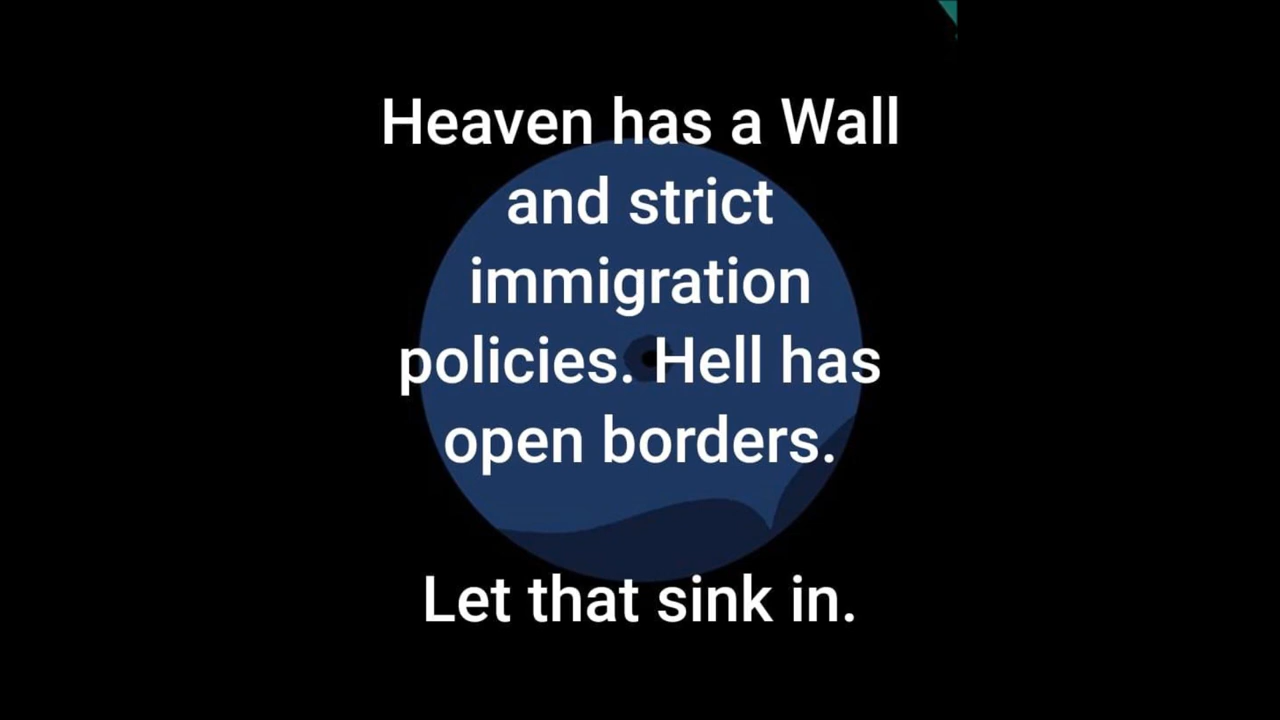 Heaven has a Wall
and strict
immigration
policies. Hell has
open borders.
Let that sink in.